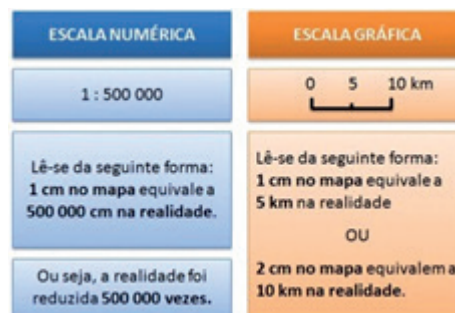 ESCALA NUMÉRICA
1 : 500 000
Lê-se da seguinte forma:
1 cm no mapa equivale a
500 000 cm na realidade.
Ou seja, a realidade foi
reduzida 500 000 vezes.
ESCALA GRÁFICA
0 5 10 km
Lê-se da seguinte forma:
1 cm no mapa equivale a
5 km na realidade
OU
2 cm no mapa equivalem a
10 km na realidade.